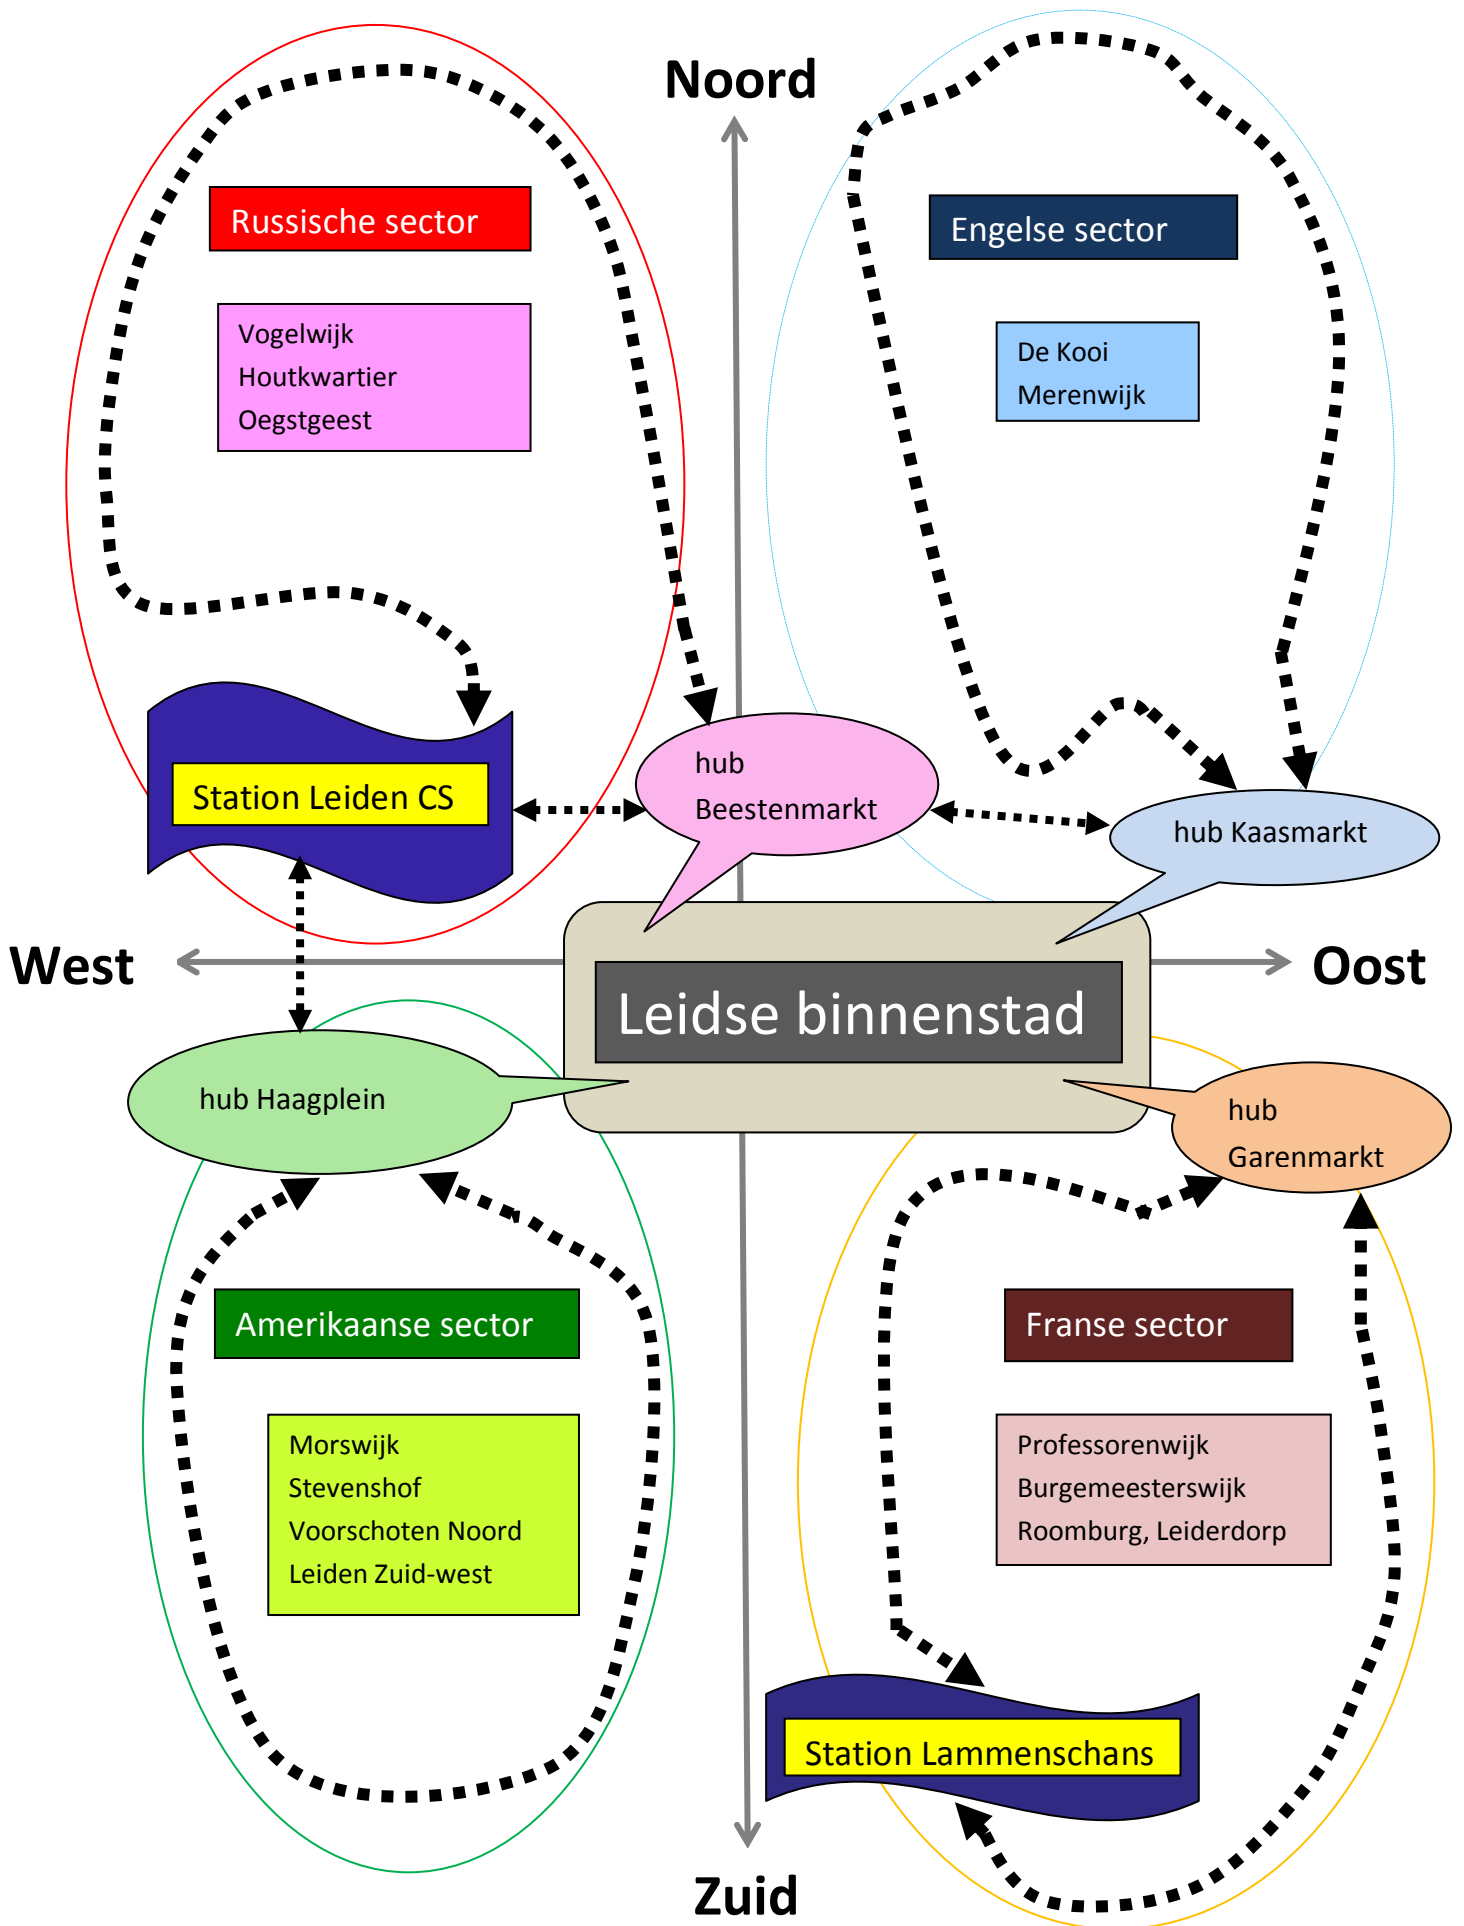 Noord
Russische sector
Engelse sector
Vogelwijk
Houtkwartier
Oegstgeest
De Kooi
Merenwijk
Station Leiden CS
hub
Beestenmarkt
hub Kaasmarkt
West
Oost
Leidse binnenstad
hub Haagplein
hub
Garenmarkt
Amerikaanse sector
Franse sector
Morswijk
Stevenshof
Voorschoten Noord
Leiden Zuid-west
Professorenwijk
Burgemeesterswijk
Roomburg, Leiderdorp
Station Lammenschans
Zuid